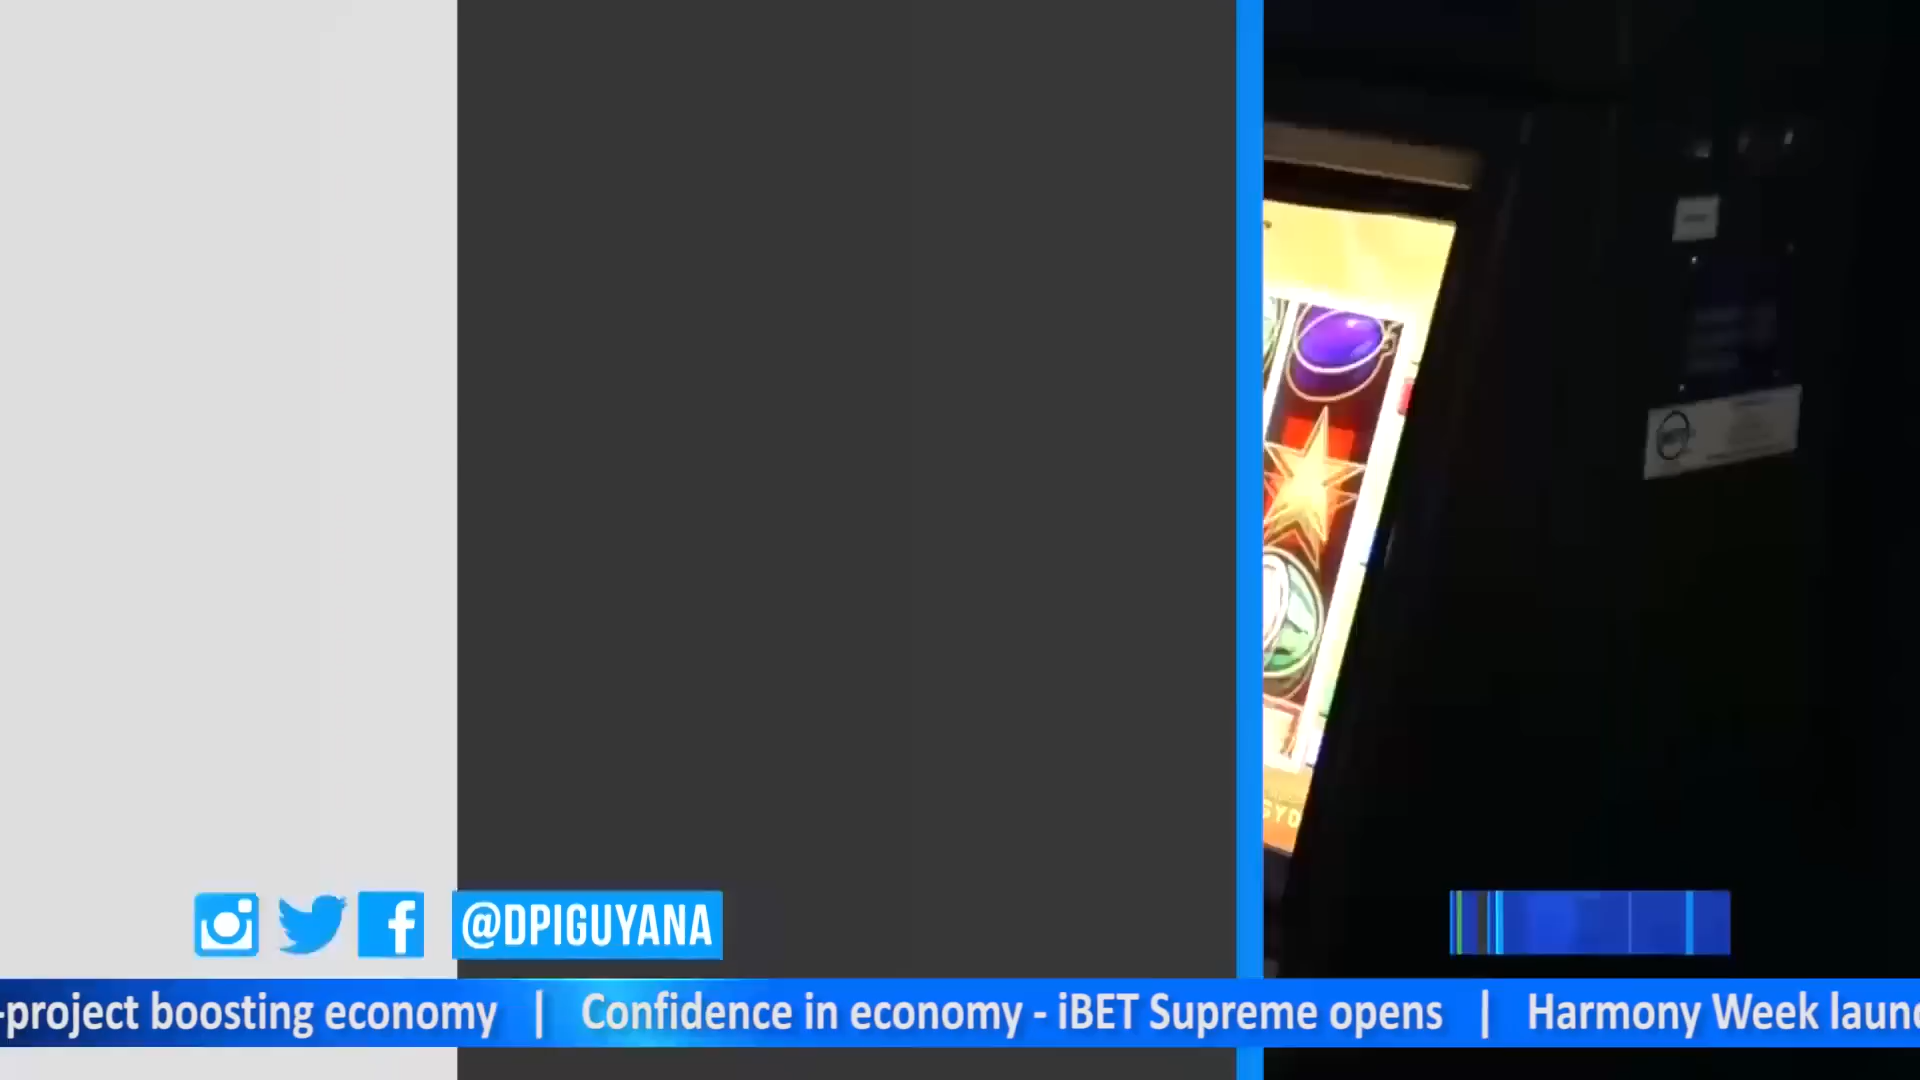 @DPIGUYANA
-project boosting economy | Confidence in economy - iBET Supreme opens | Harmony Week laun